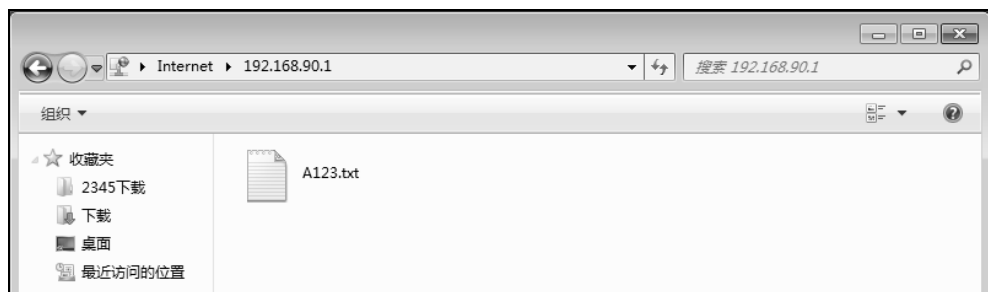 Internet 192.168.90.1
搜索 192.168.90.1
组织
收藏夹
2345下载
下载
桌面
最近访问的位置
A123.txt